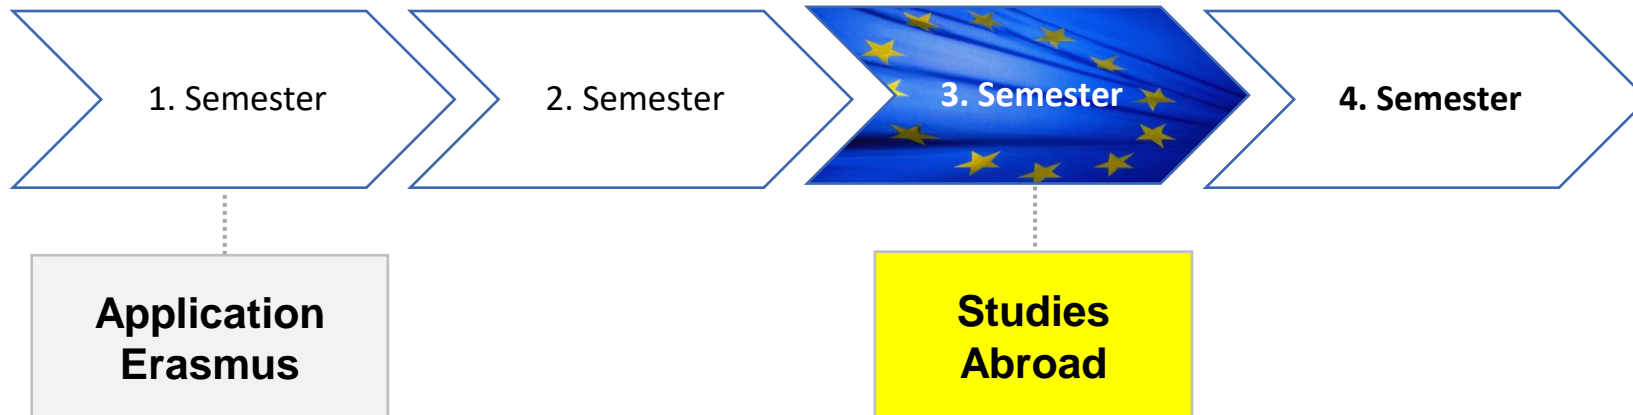 1. Semester
2. Semester
3. Semester
4. Semester
Application
Erasmus
Studies
Abroad